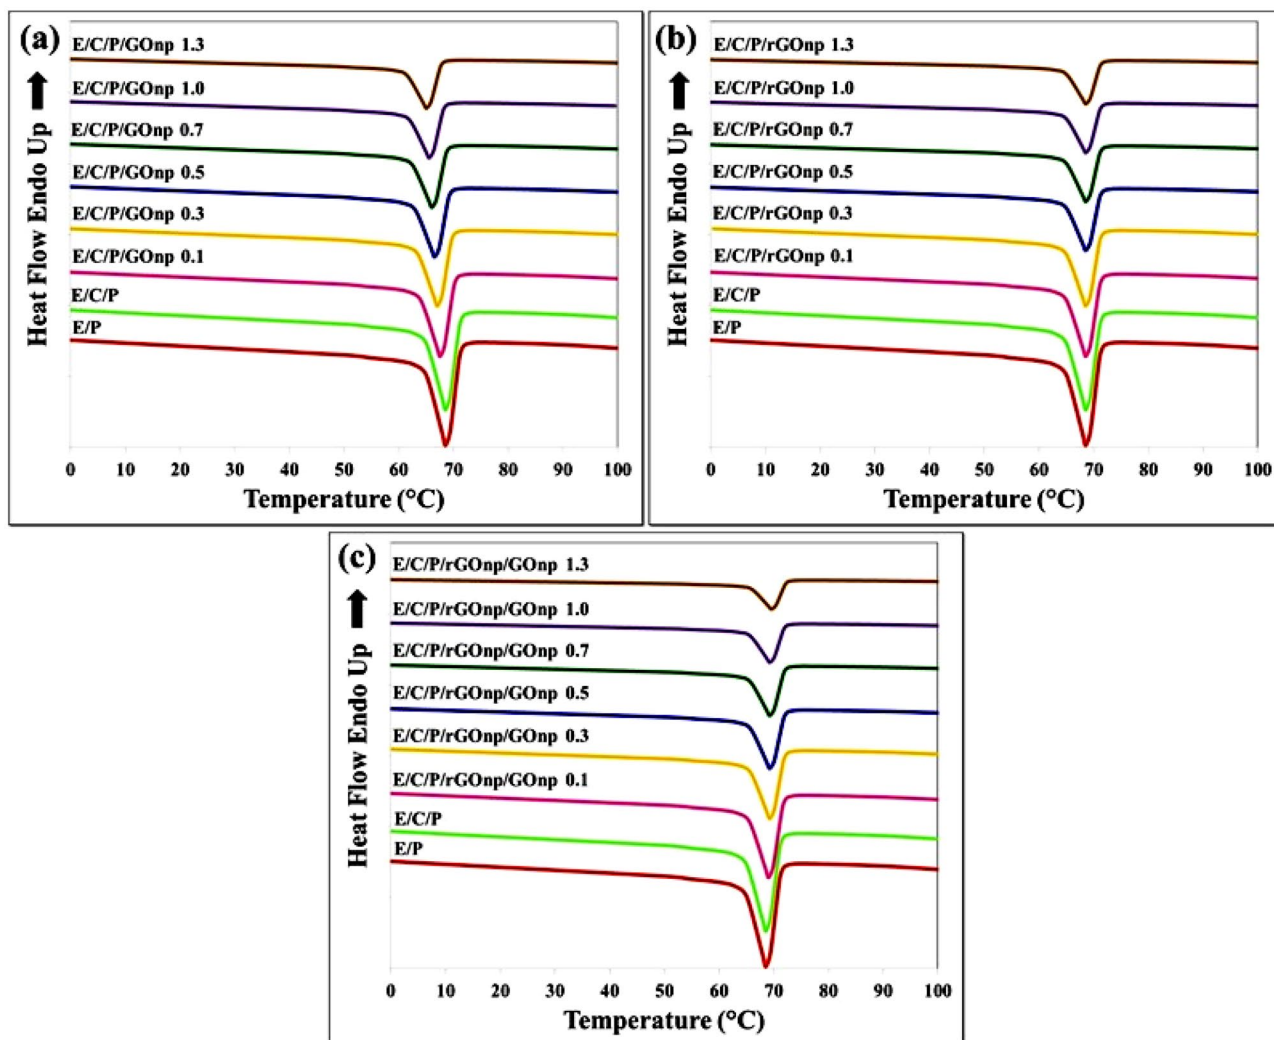 (a)
E/C/P/GOnp 1.3
E/C/P/GOnp 1.0
E/C/P/GOnp 0.7
E/C/P/GOnp 0.5
E/C/P/GOnp 0.3
E/C/P/GOnp 0.1
E/C/P
E/P
Heat Flow Endo Up
0 10 20 30 40 50 60 70 80 90 100
Temperature (°C)
(b)
E/C/P/rGOnp 1.3
E/C/P/rGOnp 1.0
E/C/P/rGOnp 0.7
E/C/P/rGOnp 0.5
E/C/P/rGOnp 0.3
E/C/P/rGOnp 0.1
E/C/P
E/P
Heat Flow Endo Up
0 10 20 30 40 50 60 70 80 90 100
Temperature (°C)
(c)
E/C/P/rGOnp/GOnp 1.3
E/C/P/rGOnp/GOnp 1.0
E/C/P/rGOnp/GOnp 0.7
E/C/P/rGOnp/GOnp 0.5
E/C/P/rGOnp/GOnp 0.3
E/C/P/rGOnp/GOnp 0.1
E/C/P
E/P
Heat Flow Endo Up
0 10 20 30 40 50 60 70 80 90 100
Temperature (°C)